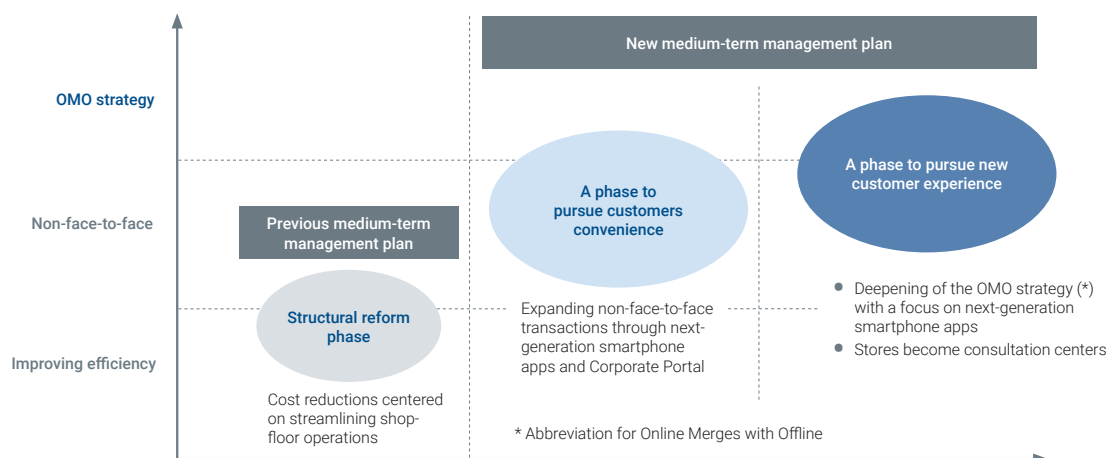 New medium-term management plan
OMO strategy
Non-face-to-face
Improving efficiency
Previous medium-term
management plan
Structural reform
phase
Cost reductions centered
on streamlining shop-
floor operations
A phase to
pursue customers
convenience
Expanding non-face-to-face
transactions through next-
generation smartphone
apps and Corporate Portal
A phase to pursue new
customer experience
• Deepening of the OMO strategy (*)
with a focus on next-generation
smartphone apps
• Stores become consultation centers
* Abbreviation for Online Merges with Offline